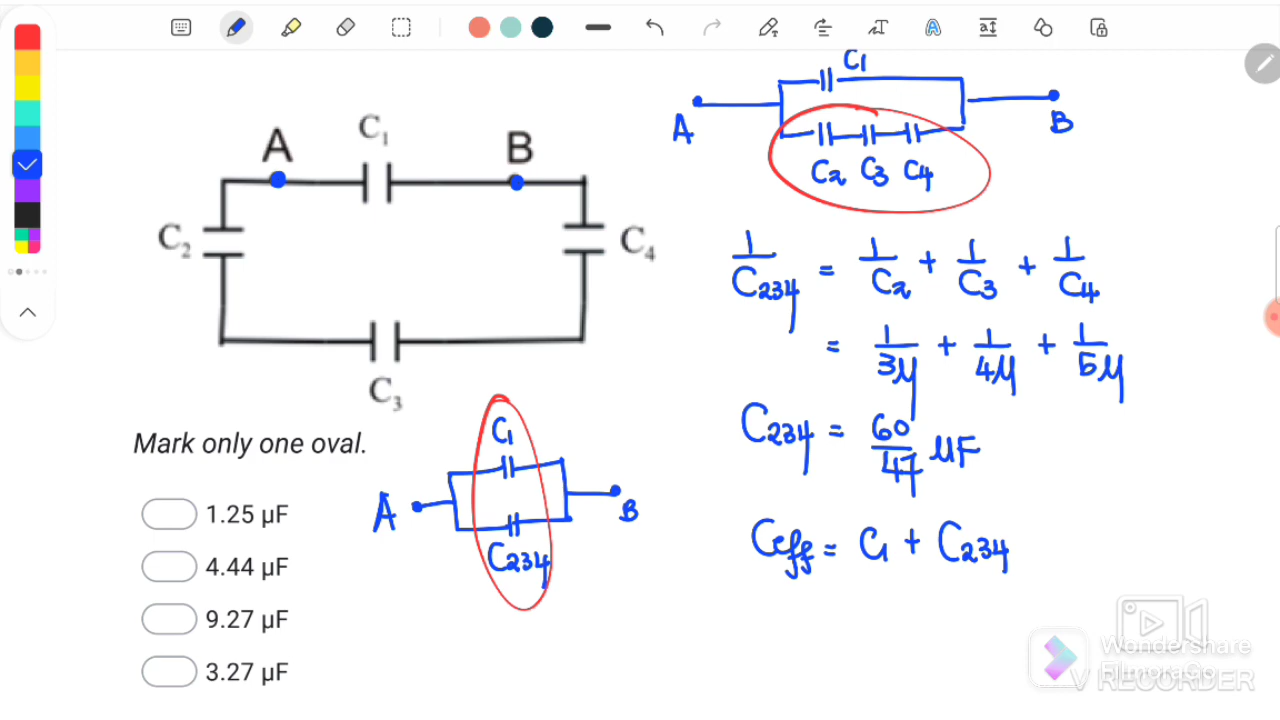 A
C₁
B
C₂
C₄
C₃
Mark only one oval.
1.25 µF
4.44 µF
9.27 µF
3.27 µF
C₁
A
B
C₂ C₃ C₄
1/C₂₃₄ = 1/C₂ + 1/C₃ + 1/C₄
= 1/3µ + 1/4µ + 1/5µ
C₂₃₄ = 60/47 µF
Ceff = C₁ + C₂₃₄
C₁
A
B
C₂₃₄
Wondershare
FilmoraGo
V RECORDER